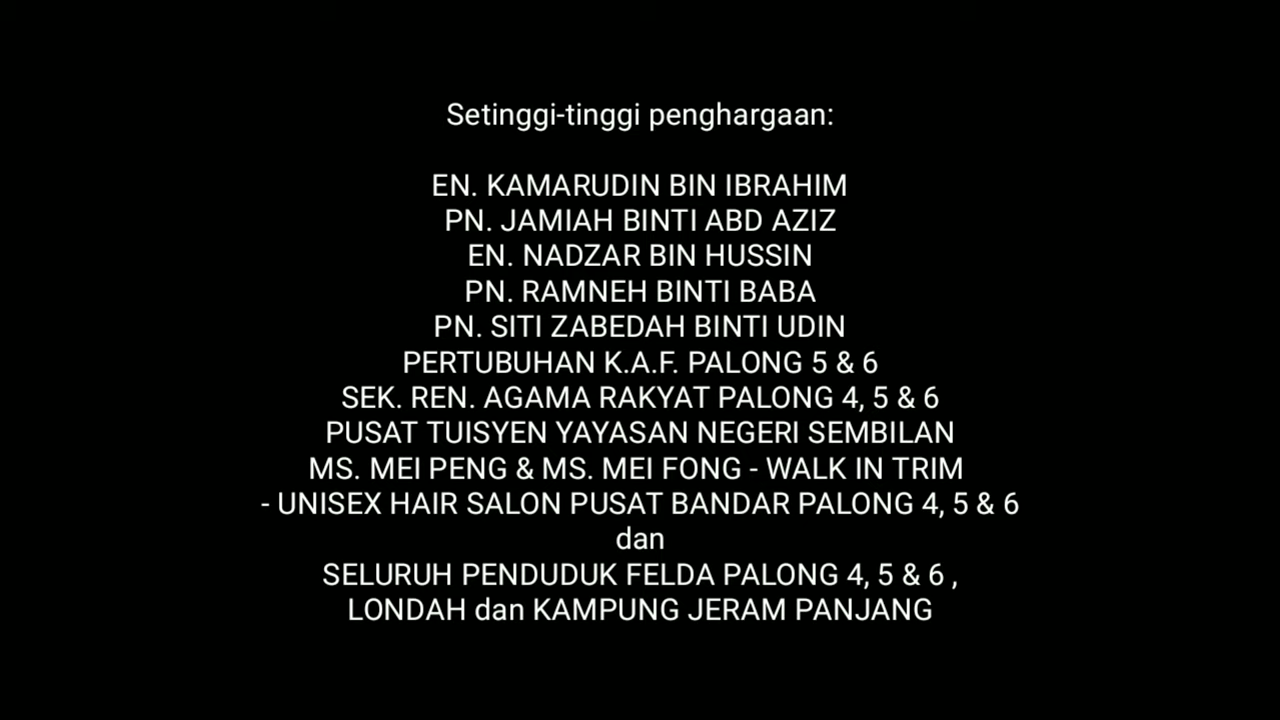 Setinggi-tinggi penghargaan:
EN. KAMARUDIN BIN IBRAHIM
PN. JAMIAH BINTI ABD AZIZ
EN. NADZAR BIN HUSSIN
PN. RAMNEH BINTI BABA
PN. SITI ZABEDAH BINTI UDIN
PERTUBUHAN K.A.F. PALONG 5 & 6
SEK. REN. AGAMA RAKYAT PALONG 4, 5 & 6
PUSAT TUISYEN YAYASAN NEGERI SEMBILAN
MS. MEI PENG & MS. MEI FONG - WALK IN TRIM
- UNISEX HAIR SALON PUSAT BANDAR PALONG 4, 5 & 6
dan
SELURUH PENDUDUK FELDA PALONG 4, 5 & 6 ,
LONDAH dan KAMPUNG JERAM PANJANG